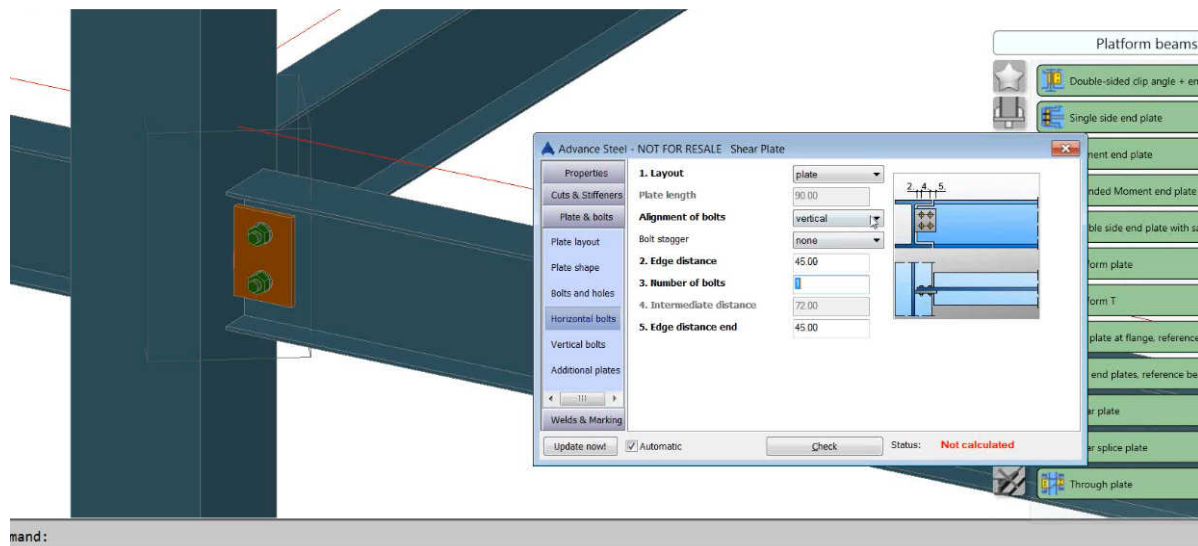 Platform beams
Double-sided clip angle + en
Single side end plate
nent end plate
nded Moment end plate
ble side end plate with sa
form plate
form T
plate at flange, reference
end plates, reference be
ar plate
ar splice plate
Through plate
Advance Steel - NOT FOR RESALE Shear Plate
Properties
Cuts & Stiffeners
Plate & bolts
Plate layout
Plate shape
Bolts and holes
Horizontal bolts
Vertical bolts
Additional plates
Welds & Marking
1. Layout plate
Plate length 90.00
Alignment of bolts vertical
Bolt stagger none
2. Edge distance 45.00
3. Number of bolts 1
4. Intermediate distance 72.00
5. Edge distance end 45.00
2. 4. 5.
Update now! Automatic Check Status: Not calculated
mand: